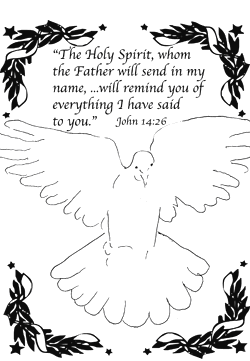 "The Holy Spirit, whom
the Father will send in my
name, ...will remind you of
everything I have said
to you." John 14:26